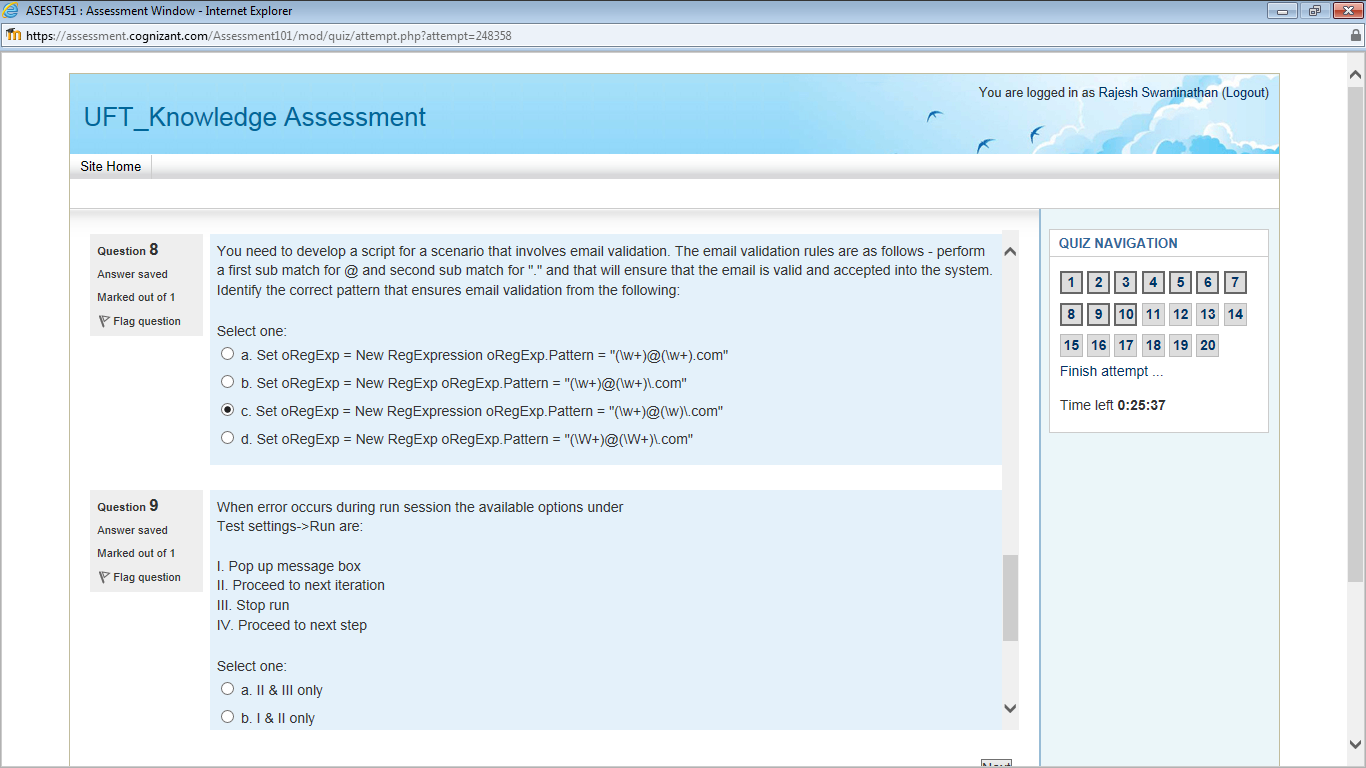 ASEST451 : Assessment Window - Internet Explorer
https://assessment.cognizant.com/Assessment101/mod/quiz/attempt.php?attempt=248358
You are logged in as Rajesh Swaminathan (Logout)
UFT_Knowledge Assessment
Site Home
Question 8
Answer saved
Marked out of 1
Flag question
You need to develop a script for a scenario that involves email validation. The email validation rules are as follows - perform
a first sub match for @ and second sub match for "." and that will ensure that the email is valid and accepted into the system.
Identify the correct pattern that ensures email validation from the following:
Select one:
a. Set oRegExp = New RegExpression oRegExp.Pattern = "(\w+)@(\w+).com"
b. Set oRegExp = New RegExp oRegExp.Pattern = "(\w+)@(\w+)\.com"
c. Set oRegExp = New RegExpression oRegExp.Pattern = "(\w+)@(\w)\.com"
d. Set oRegExp = New RegExp oRegExp.Pattern = "(\W+)@(\W+)\.com"
Question 9
Answer saved
Marked out of 1
Flag question
When error occurs during run session the available options under
Test settings->Run are:
I. Pop up message box
II. Proceed to next iteration
III. Stop run
IV. Proceed to next step
Select one:
a. II & III only
b. I & II only
Next
QUIZ NAVIGATION
1 2 3 4 5 6 7
8 9 10 11 12 13 14
15 16 17 18 19 20
Finish attempt ...
Time left 0:25:37